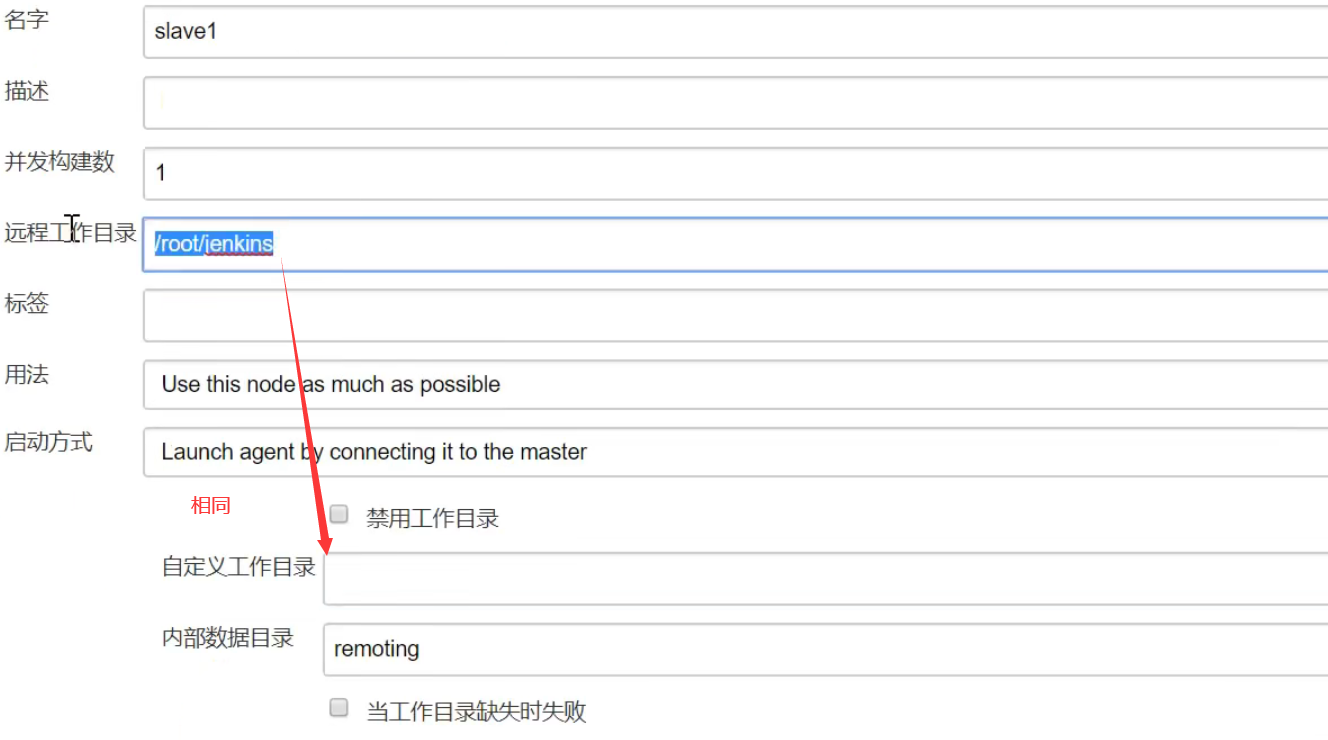 名字
slave1
描述
并发构建数
1
远程工作目录
/root/jenkins
标签
用法
Use this node as much as possible
启动方式
Launch agent by connecting it to the master
相同
禁用工作目录
自定义工作目录
内部数据目录
remoting
当工作目录缺失时失败